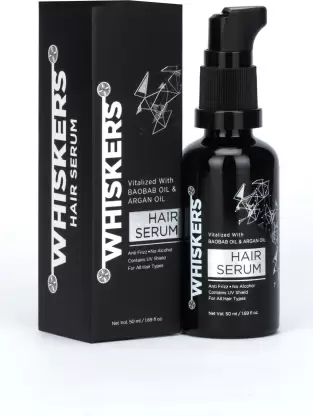 WHISKERS
HAIR SERUM
WHISKERS
Vitalized With
BAOBAB OIL &
ARGAN OIL
HAIR
SERUM
Anti Frizz • No Alcohol
Contains UV Shield
For All Hair Types
Net Vol. 50 ml / 1.69 fl.oz.
WHISKERS
Vitalized With
BAOBAB OIL & ARGAN OIL
HAIR
SERUM
Anti Frizz • No Alcohol
Contains UV Shield
For All Hair Types
Net Vol. 50 ml / 1.69 fl.oz.